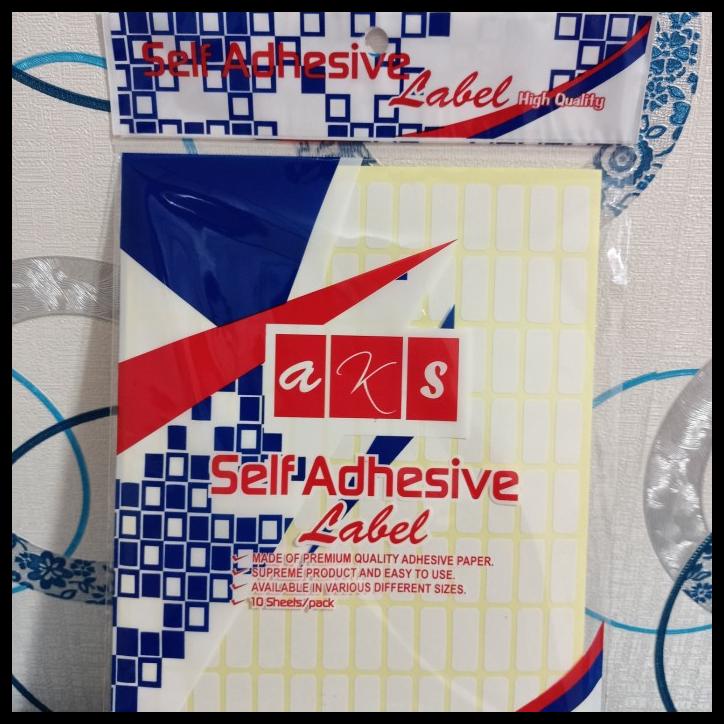 Self Adhesive
Label High Quality
aKs
Self Adhesive
Label
MADE OF PREMIUM QUALITY ADHESIVE PAPER.
SUPREME PRODUCT AND EASY TO USE.
AVAILABLE IN VARIOUS DIFFERENT SIZES.
10 Sheets/pack